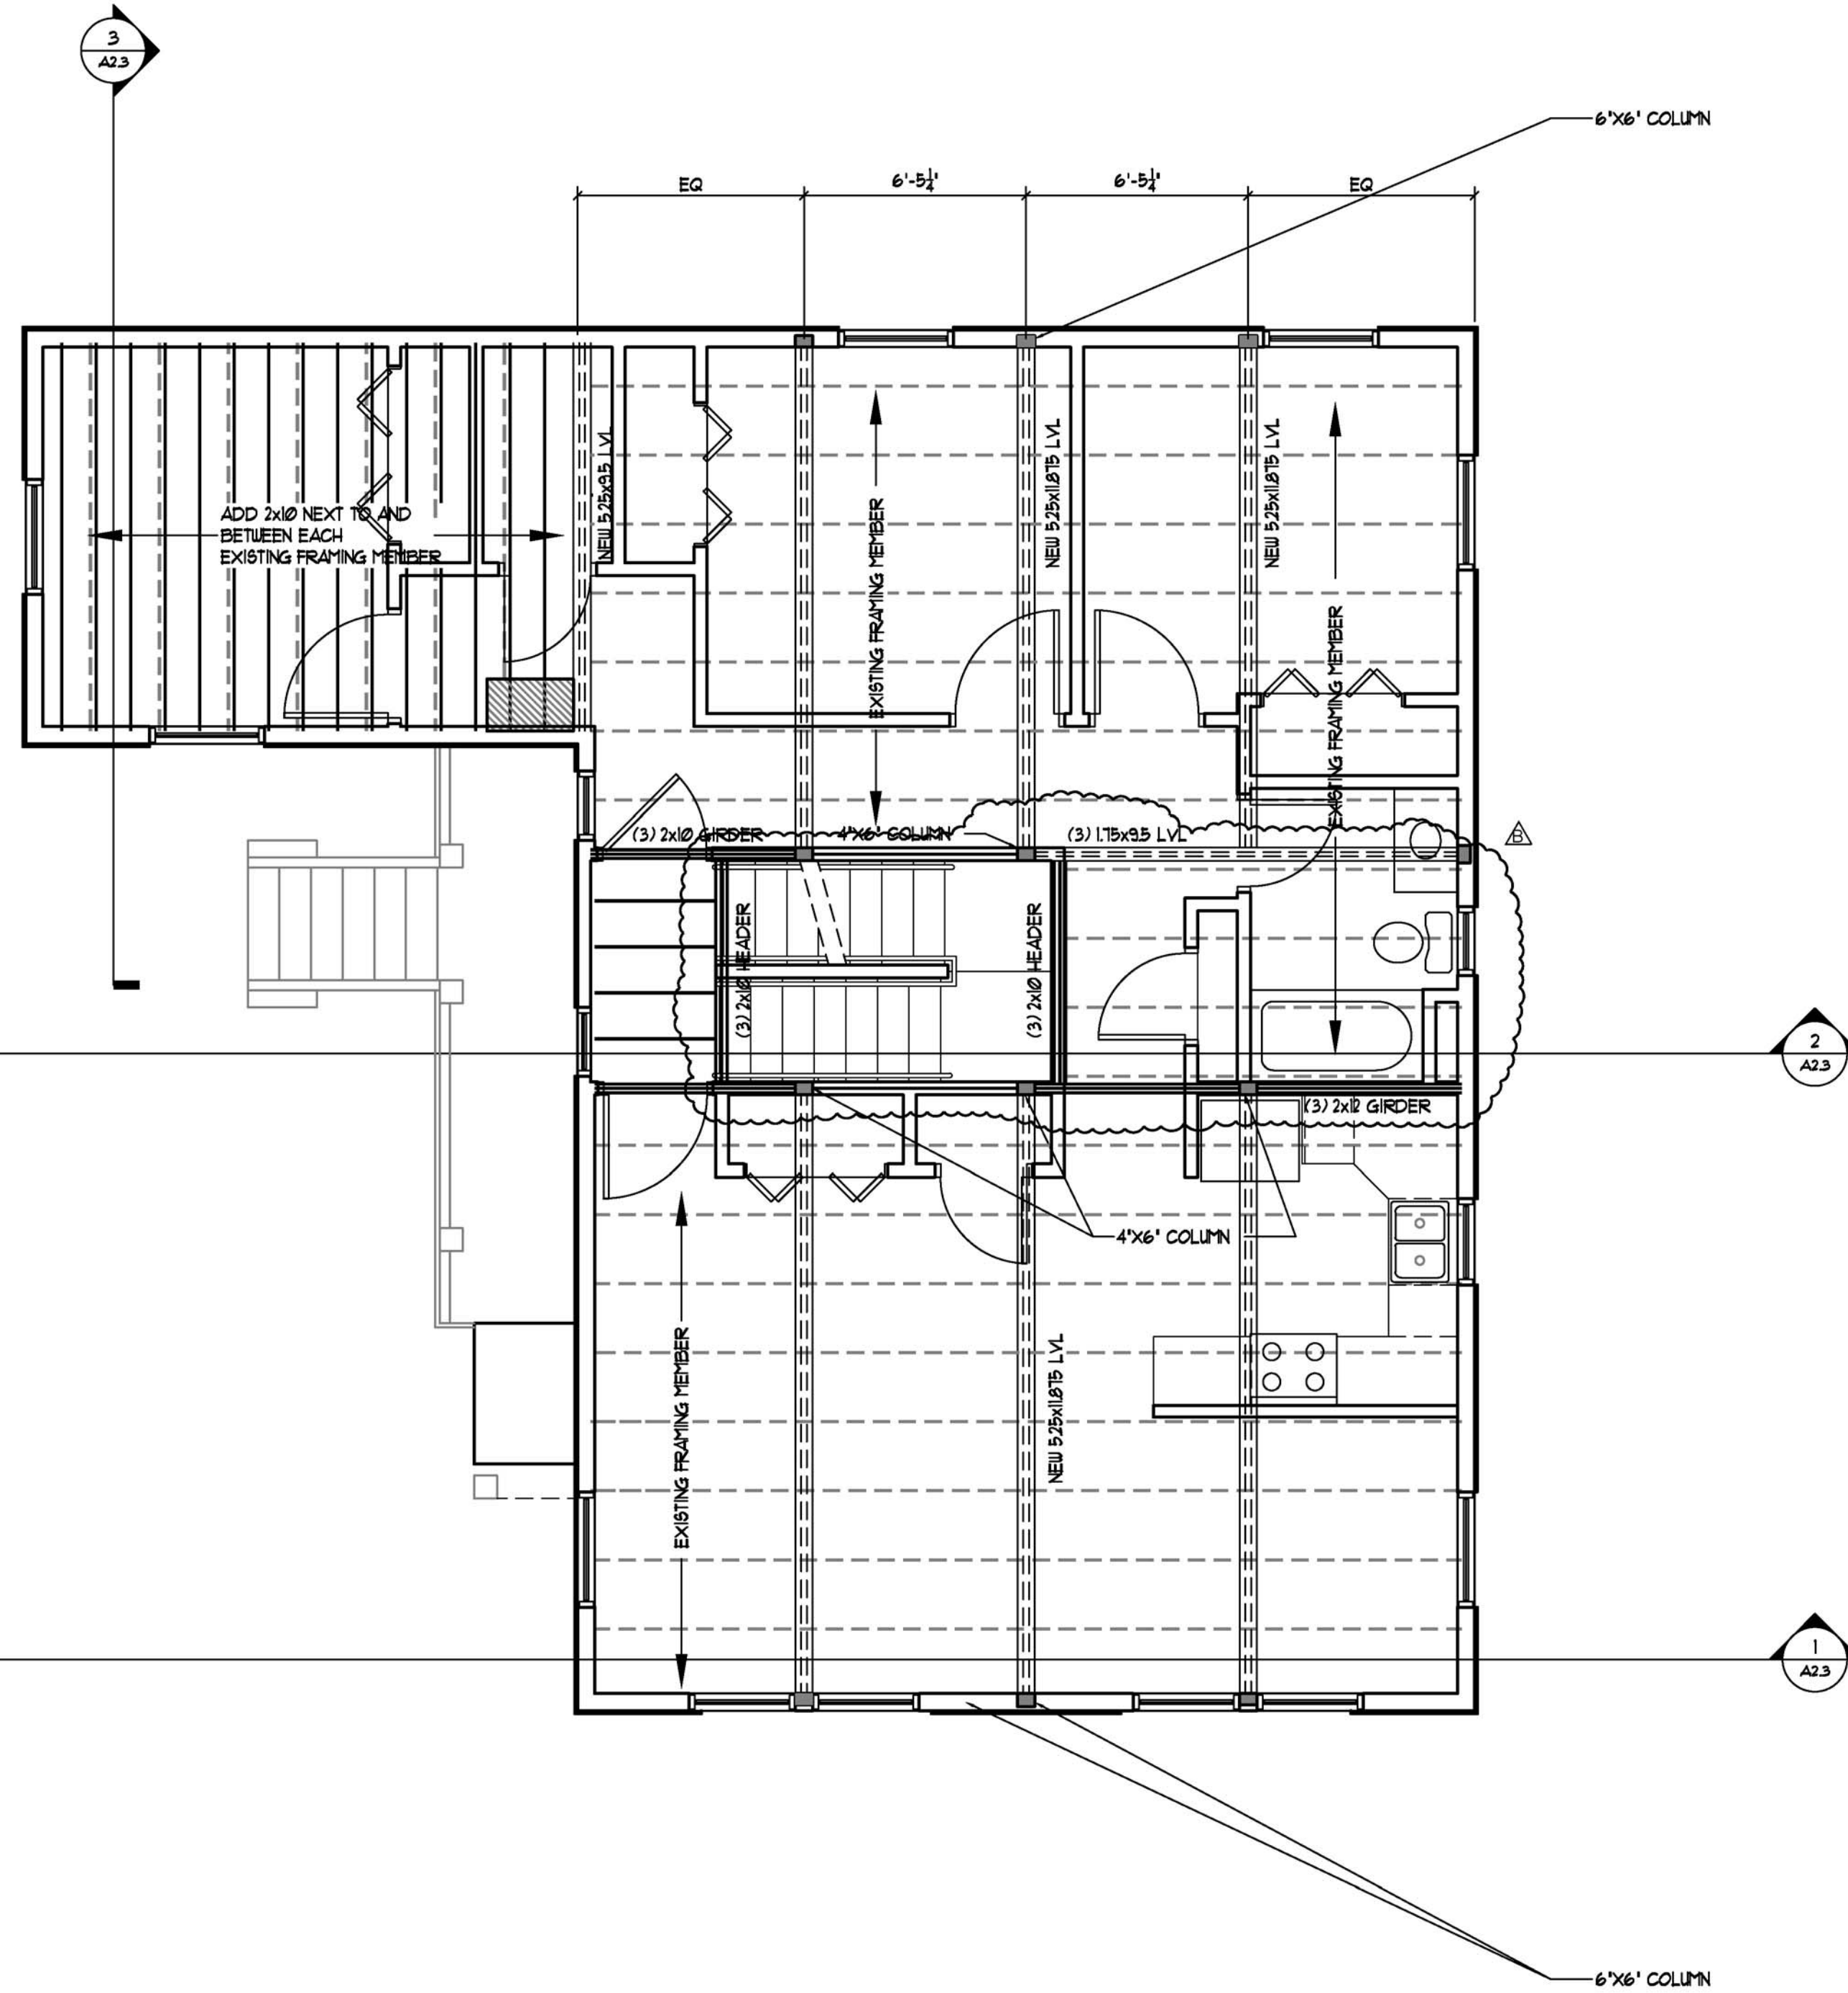 3
A2.3
6"X6" COLUMN
EQ
6'-5¼"
6'-5¼"
EQ
NEW 5.25x9.5 LVL
EXISTING FRAMING MEMBER
NEW 5.25x11.875 LVL
NEW 5.25x11.875 LVL
EXISTING FRAMING MEMBER
ADD 2x10 NEXT TO AND
BETWEEN EACH
EXISTING FRAMING MEMBER
(3) 2x10 GIRDER
4"X6" COLUMN
(3) 1.75x9.5 LVL
B
(3) 2x10 HEADER
(3) 2x10 HEADER
2
A2.3
(3) 2x12 GIRDER
4"X6" COLUMN
EXISTING FRAMING MEMBER
NEW 5.25x11.875 LVL
1
A2.3
6"X6" COLUMN